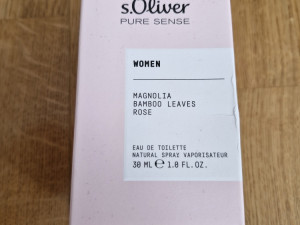 s.Oliver
PURE SENSE
WOMEN
MAGNOLIA
BAMBOO LEAVES
ROSE
EAU DE TOILETTE
NATURAL SPRAY VAPORISATEUR
30 ML ℮ 1.0 FL.OZ.